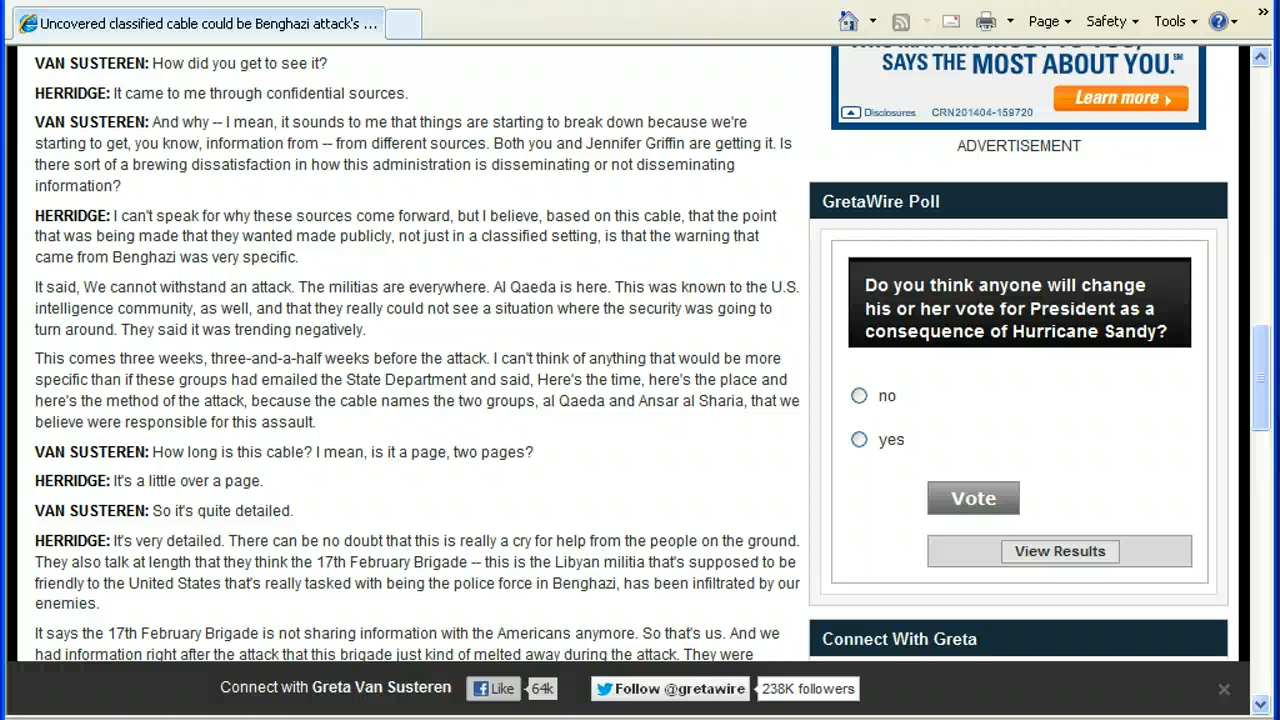 Uncovered classified cable could be Benghazi attack's ...
Page
Safety
Tools
VAN SUSTEREN: How did you get to see it?
HERRIDGE: It came to me through confidential sources.
VAN SUSTEREN: And why -- I mean, it sounds to me that things are starting to break down because we're
starting to get, you know, information from -- from different sources. Both you and Jennifer Griffin are getting it. Is
there sort of a brewing dissatisfaction in how this administration is disseminating or not disseminating
information?
HERRIDGE: I can't speak for why these sources come forward, but I believe, based on this cable, that the point
that was being made that they wanted made publicly, not just in a classified setting, is that the warning that
came from Benghazi was very specific.
It said, We cannot withstand an attack. The militias are everywhere. Al Qaeda is here. This was known to the U.S.
intelligence community, as well, and that they really could not see a situation where the security was going to
turn around. They said it was trending negatively.
This comes three weeks, three-and-a-half weeks before the attack. I can't think of anything that would be more
specific than if these groups had emailed the State Department and said, Here's the time, here's the place and
here's the method of the attack, because the cable names the two groups, al Qaeda and Ansar al Sharia, that we
believe were responsible for this assault.
VAN SUSTEREN: How long is this cable? I mean, is it a page, two pages?
HERRIDGE: It's a little over a page.
VAN SUSTEREN: So it's quite detailed.
HERRIDGE: It's very detailed. There can be no doubt that this is really a cry for help from the people on the ground.
They also talk at length that they think the 17th February Brigade -- this is the Libyan militia that's supposed to be
friendly to the United States that's really tasked with being the police force in Benghazi, has been infiltrated by our
enemies.
It says the 17th February Brigade is not sharing information with the Americans anymore. So that's us. And we
had information right after the attack that this brigade just kind of melted away during the attack. They were
SAYS THE MOST ABOUT YOU.℠
Learn more
Disclosures CRN201404-159720
ADVERTISEMENT
GretaWire Poll
Do you think anyone will change
his or her vote for President as a
consequence of Hurricane Sandy?
no
yes
Vote
View Results
Connect With Greta
Connect with Greta Van Susteren
Like
64k
Follow @gretawire
238K followers